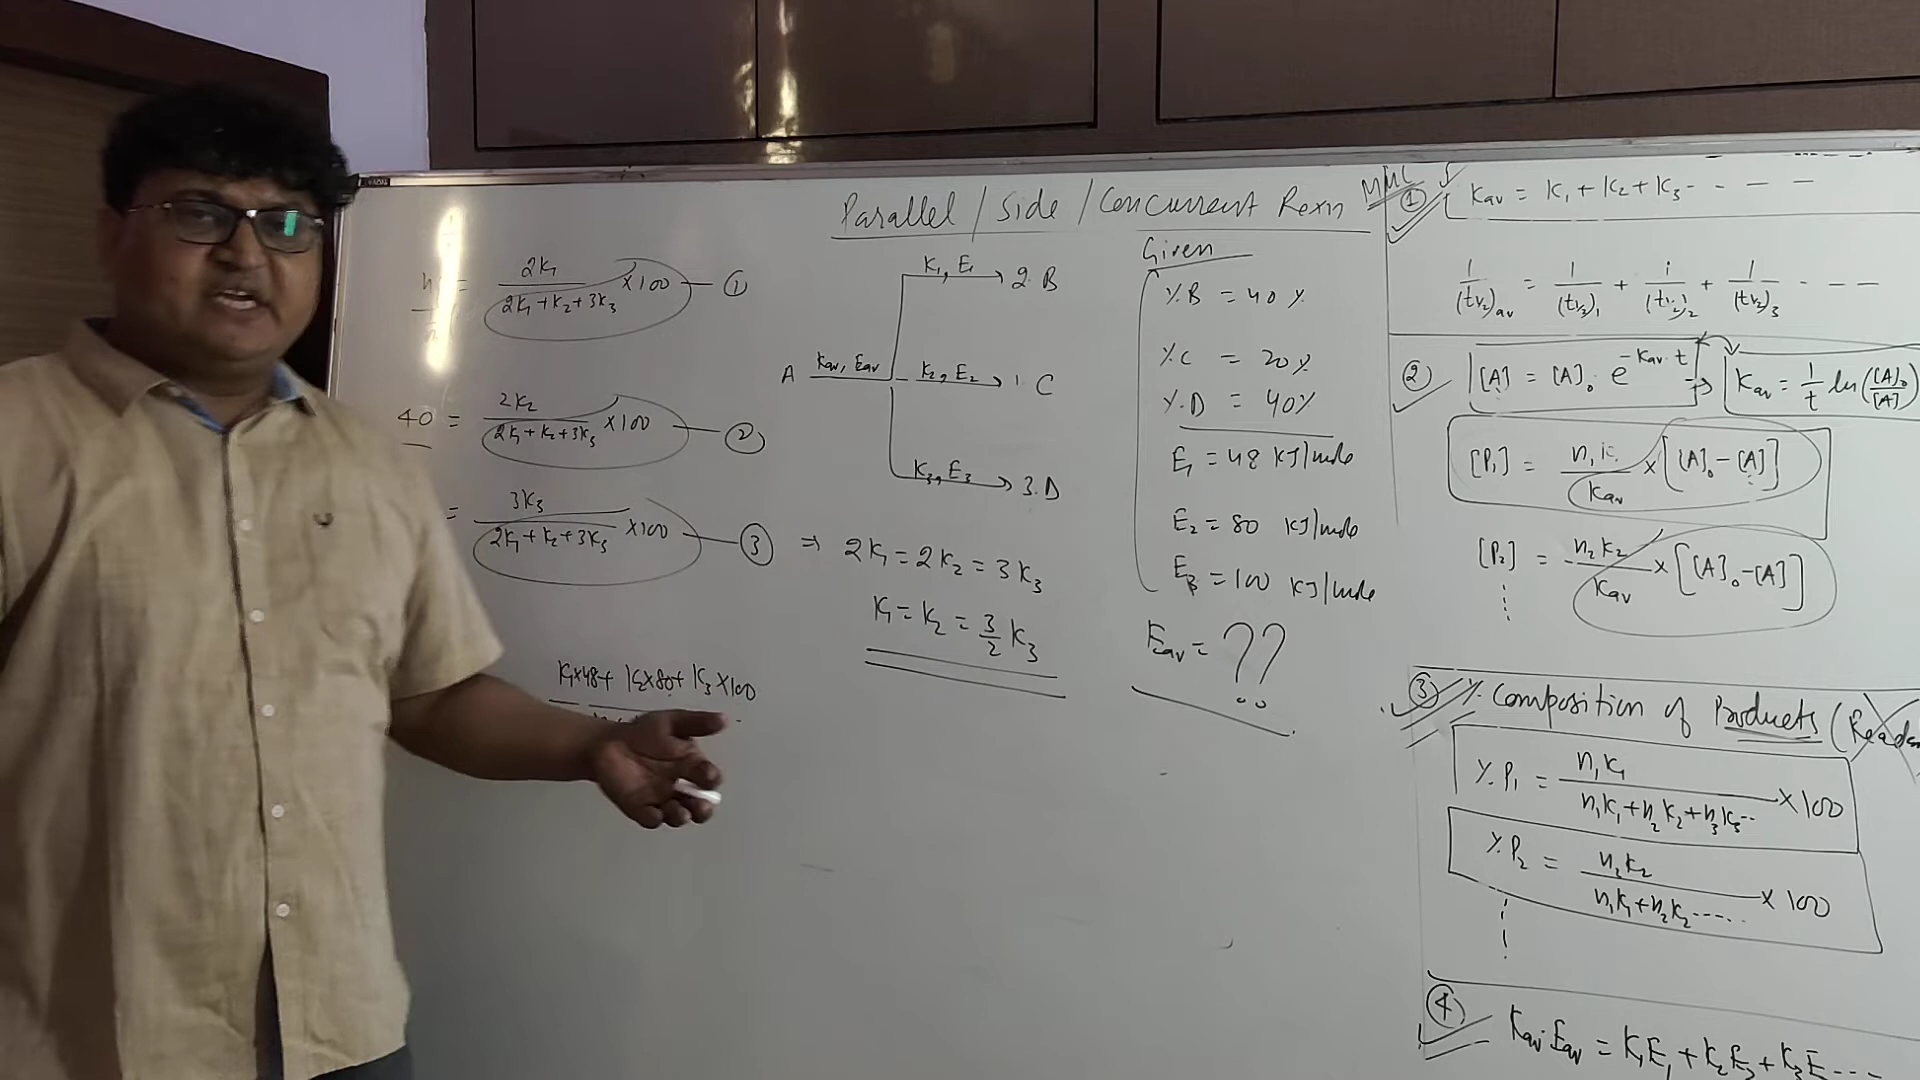 Parallel / Side / Concurrent Rexn
= 2K₁ / 2K₁+K₂+3K₃ ×100 — ①
40 = 2K₂ / 2K₁+K₂+3K₃ ×100 — ②
= 3K₃ / 2K₁+K₂+3K₃ ×100 — ③
⇒ 2K₁ = 2K₂ = 3K₃
K₁ = K₂ = 3/2 K₃
K₁×48 + K₂×80 + K₃×100
K₁, E₁ → 2 B
A Kav, Eav
K₂, E₂ → 1 C
K₃, E₃ → 3 D
Given
%B = 40 %
%C = 20 %
%D = 40 %
E₁ = 48 KJ/mole
E₂ = 80 KJ/mole
E₃ = 100 KJ/mole
Eav = ??
① Kav = K₁ + K₂ + K₃ - - - -
1/(t½)av = 1/(t½)₁ + 1/(t½)₂ + 1/(t½)₃ - - - -
② [A] = [A]₀ e^-Kav·t → Kav = 1/t ln([A]₀/[A])
[P₁] = n₁K₁/Kav × [[A]₀-[A]]
[P₂] = n₂K₂/Kav × [[A]₀-[A]]
③ % Composition of Products (
%P₁ = n₁K₁ / n₁K₁+n₂K₂+n₃K₃-- ×100
%P₂ = n₂K₂ / n₁K₁+n₂K₂----- ×100
④ Kav·Eav = K₁E₁ + K₂E₂ + K₃E - - -